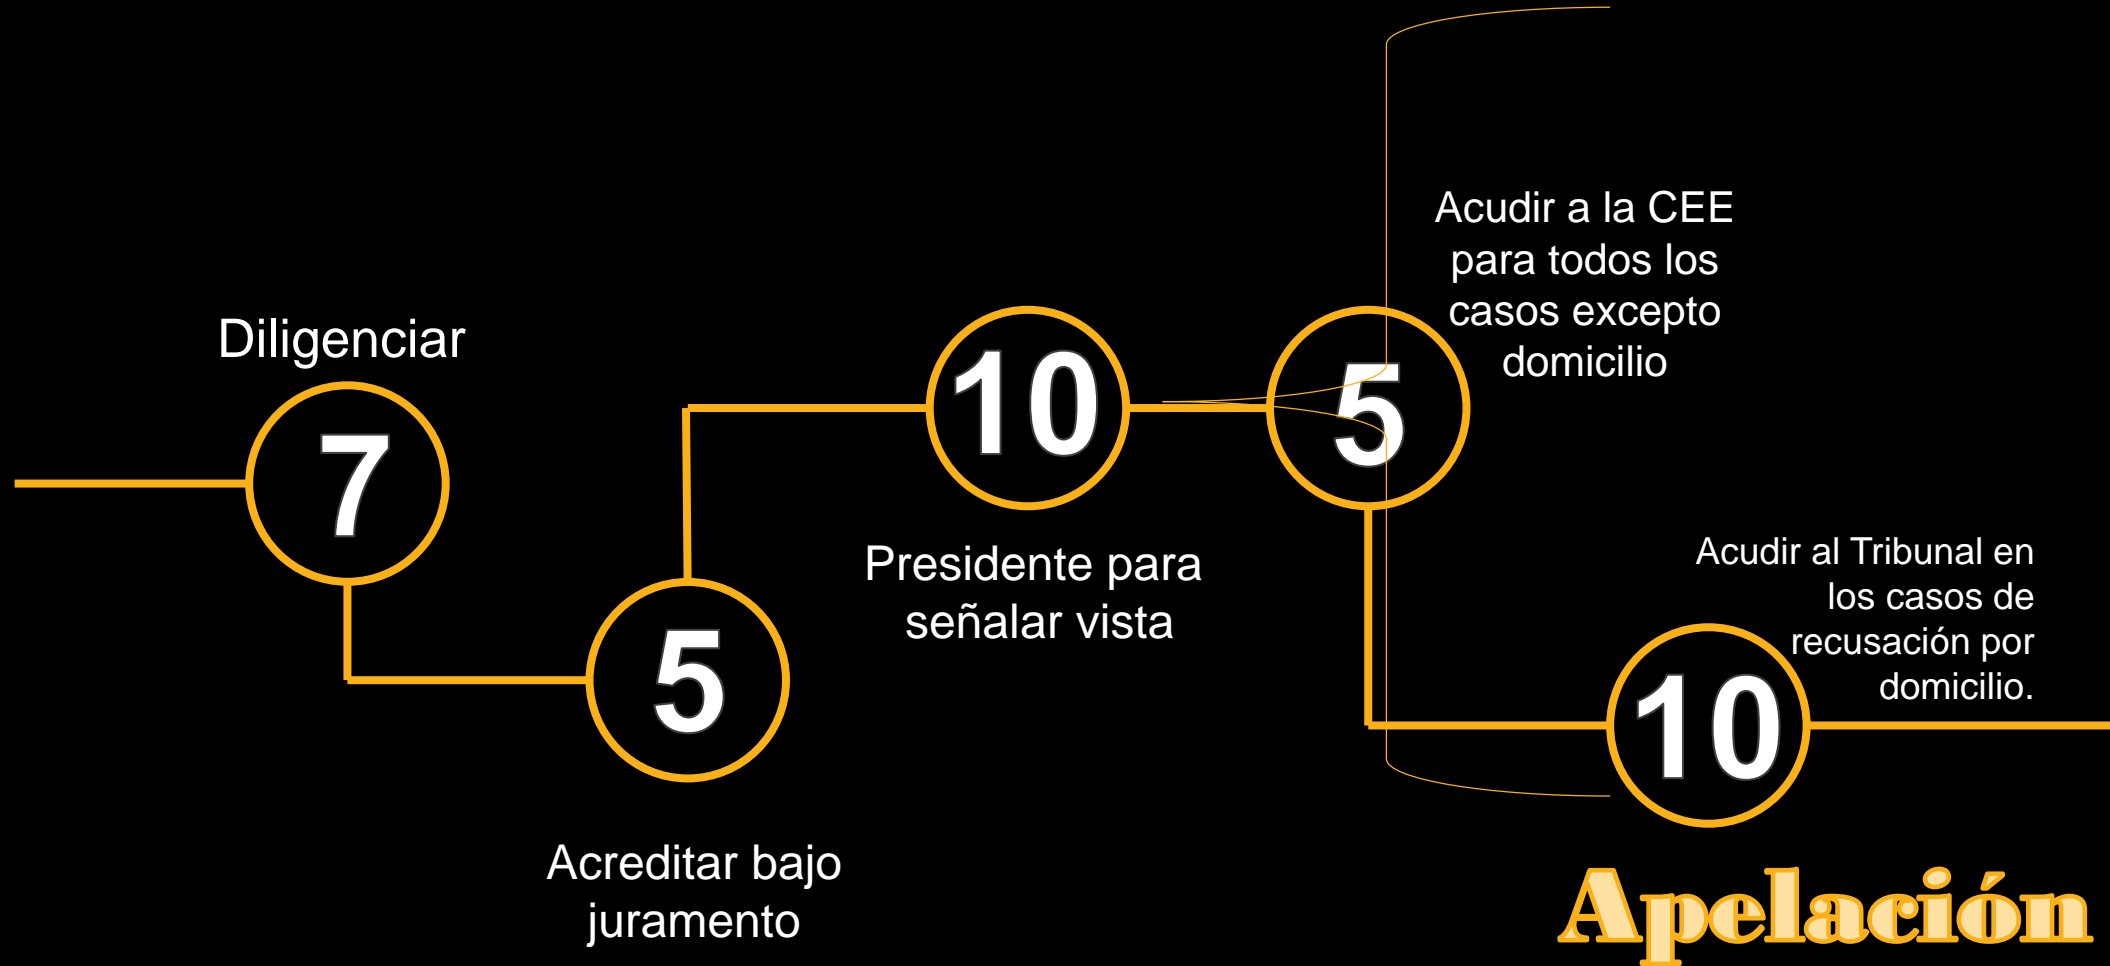 Diligenciar
7
5
Acreditar bajo
juramento
10
Presidente para
señalar vista
5
Acudir a la CEE
para todos los
casos excepto
domicilio
Acudir al Tribunal en
los casos de
recusación por
domicilio.
10
Apelación